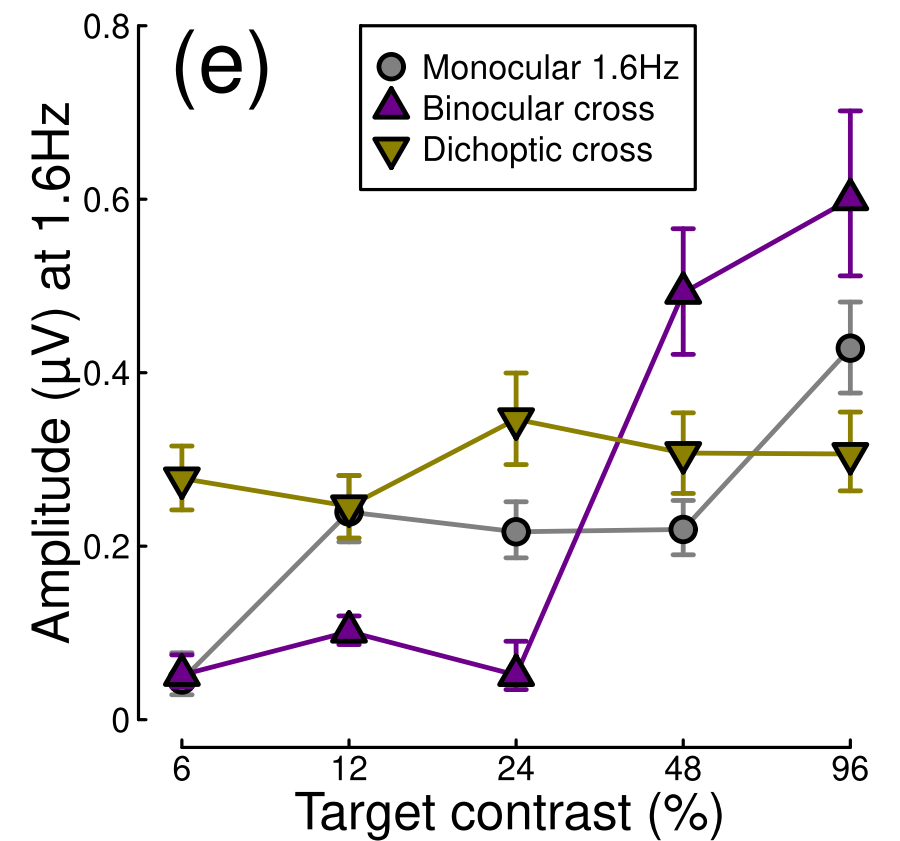 (e)
Monocular 1.6Hz
Binocular cross
Dichoptic cross
Amplitude (µV) at 1.6Hz
0.8
0.6
0.4
0.2
0
6 12 24 48 96
Target contrast (%)